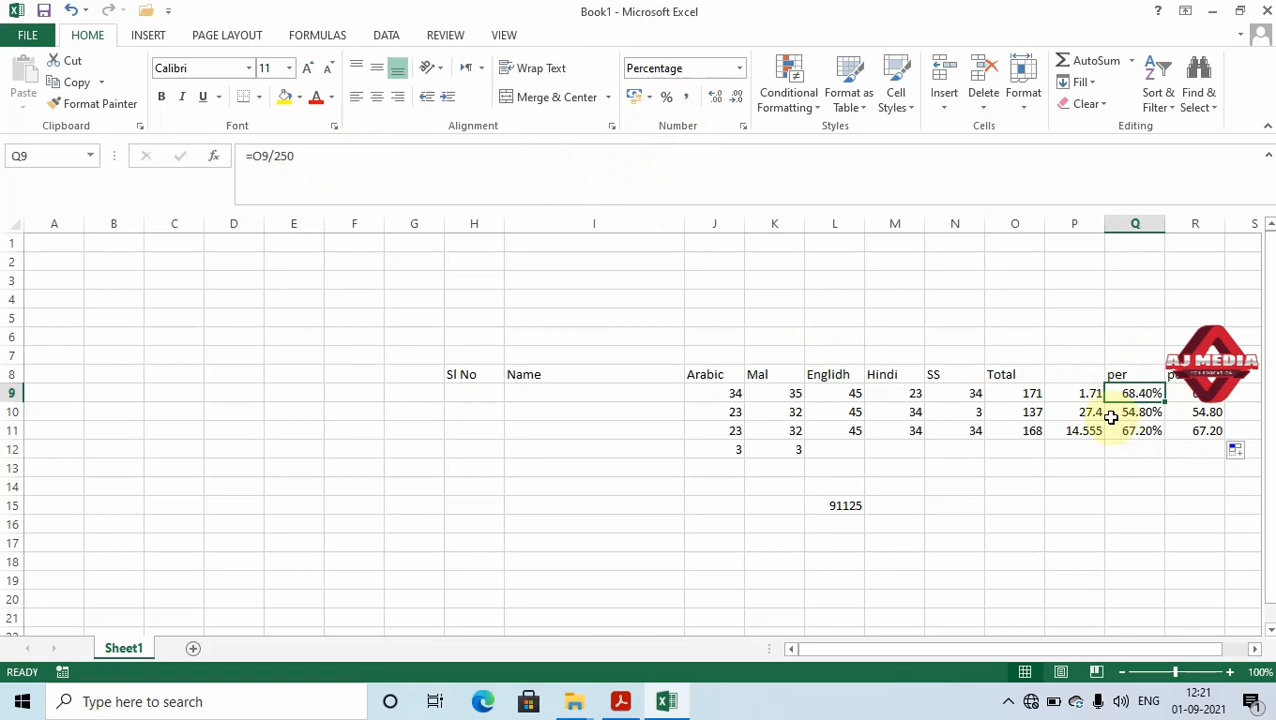 Book1 - Microsoft Excel
FILE HOME INSERT PAGE LAYOUT FORMULAS DATA REVIEW VIEW
Paste Cut Copy Format Painter
Calibri 11
Wrap Text
Merge & Center
Percentage
Conditional Formatting Format as Table Cell Styles
Insert Delete Format
AutoSum Fill Clear
Sort & Filter Find & Select
Clipboard Font Alignment Number Styles Cells Editing
Q9 =O9/250
A B C D E F G H I J K L M N O P Q R S
1
2
3
4
5
6
7
8 Sl No Name Arabic Mal Englidh Hindi SS Total per
AJ MEDIA
FOR EDUCATION
9 34 35 45 23 34 171 1.71 68.40%
10 23 32 45 34 3 137 27.4 54.80% 54.80
11 23 32 45 34 34 168 14.555 67.20% 67.20
12 3 3
13
14
15 91125
16
17
18
19
20
21
Sheet1
READY 100%
Type here to search
ENG 12:21
01-09-2021